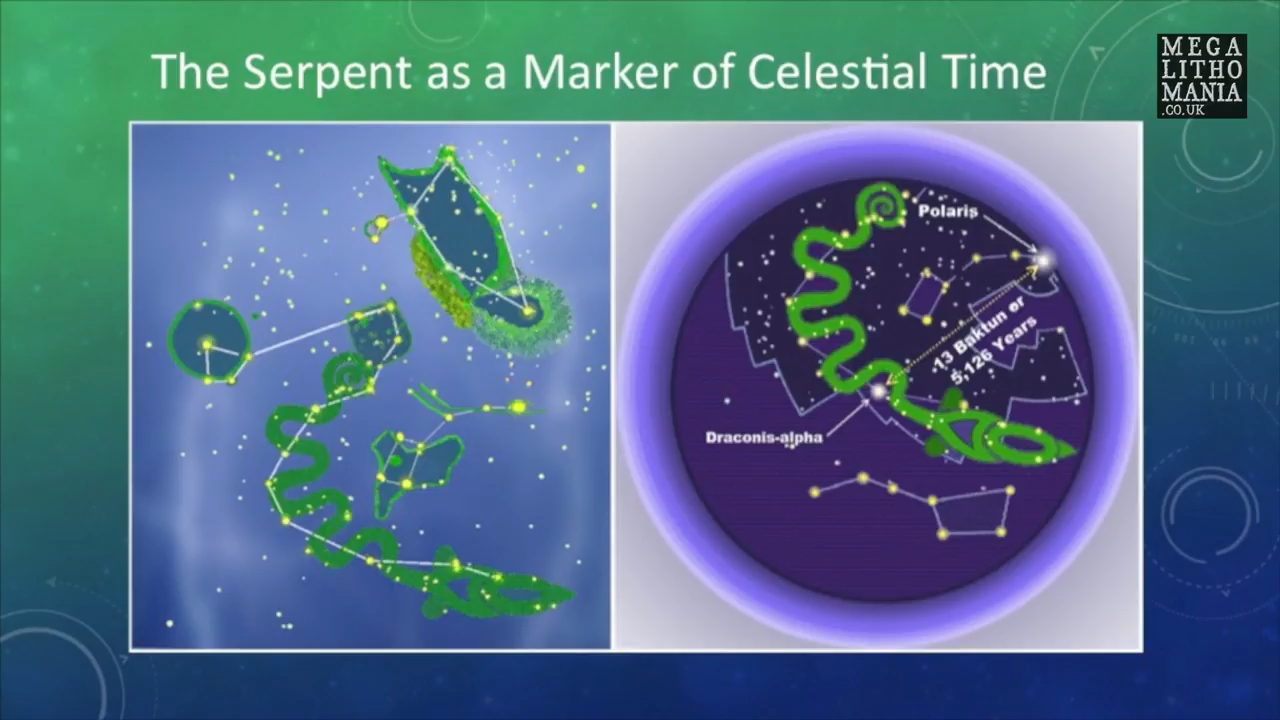 The Serpent as a Marker of Celestial Time
MEGA
LITHO
MANIA
.CO.UK
Polaris
13 Baktun or
5,126 Years
Draconis-alpha